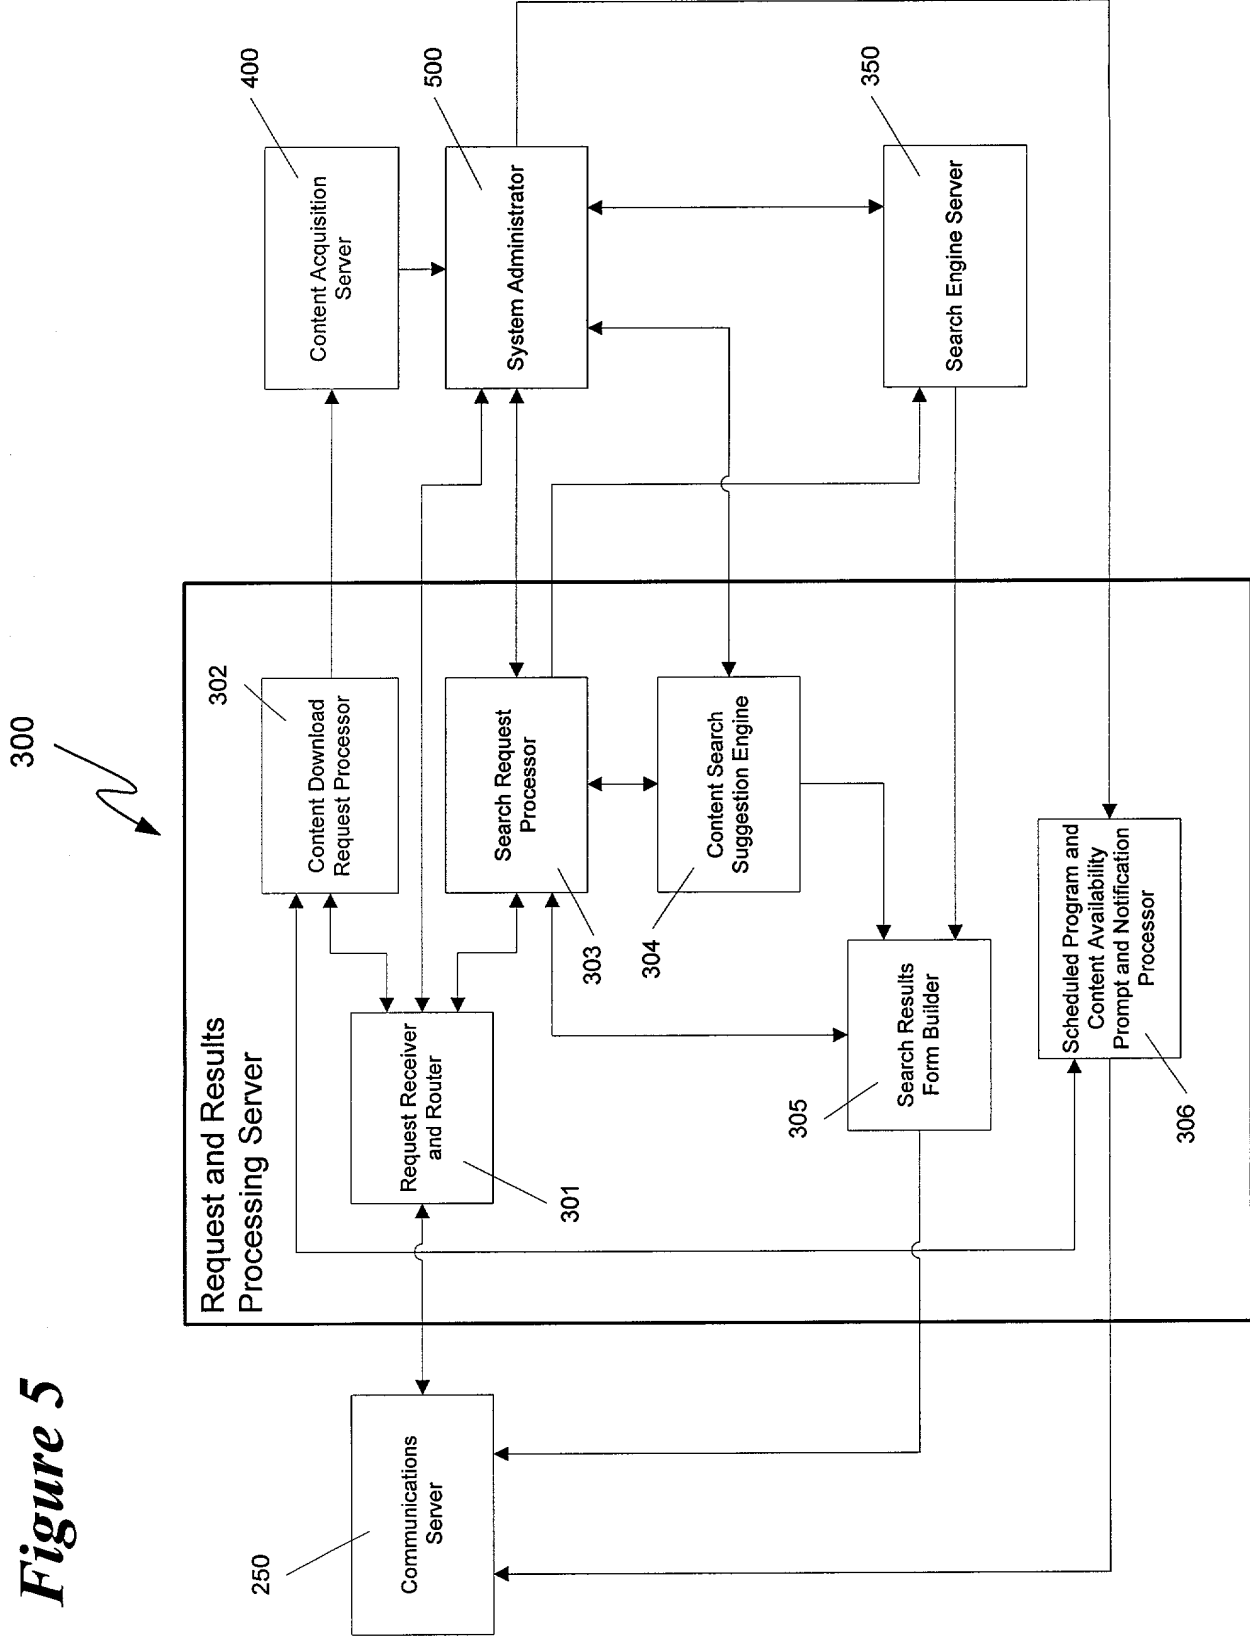 Figure 5
300
Request and Results
Processing Server
250
Communications
Server
Request Receiver
and Router
301
302
Content Download
Request Processor
Search Request
Processor
303
304
Content Search
Suggestion Engine
305
Search Results
Form Builder
Scheduled Program and
Content Availability
Prompt and Notification
Processor
306
400
Content Acquisition
Server
500
System Administrator
350
Search Engine Server